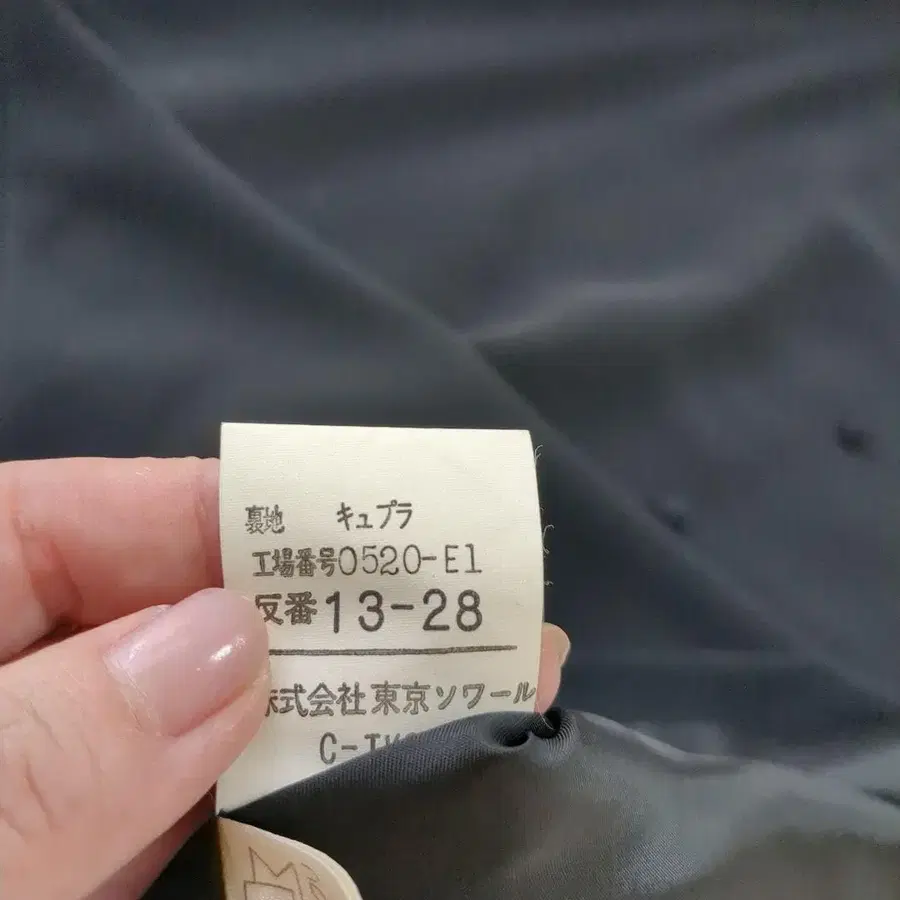 裏地 キュプラ
工場番号0520-E1
反番13-28
株式会社東京ソワール